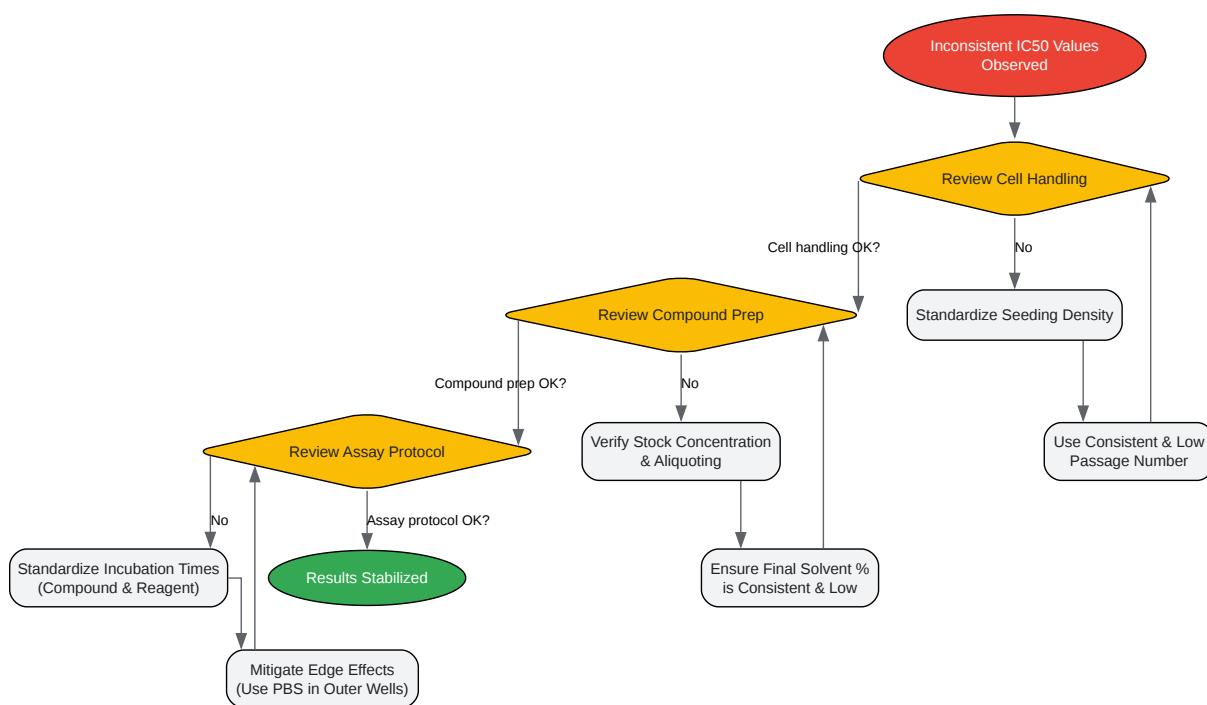 Inconsistent IC50 Values
Observed
Review Cell Handling
Cell handling OK?
No
Review Compound Prep
Standardize Seeding Density
Compound prep OK?
No
Review Assay Protocol
Verify Stock Concentration
& Aliquoting
Use Consistent & Low
Passage Number
No
Assay protocol OK?
Standardize Incubation Times
(Compound & Reagent)
Results Stabilized
Ensure Final Solvent %
is Consistent & Low
Mitigate Edge Effects
(Use PBS in Outer Wells)